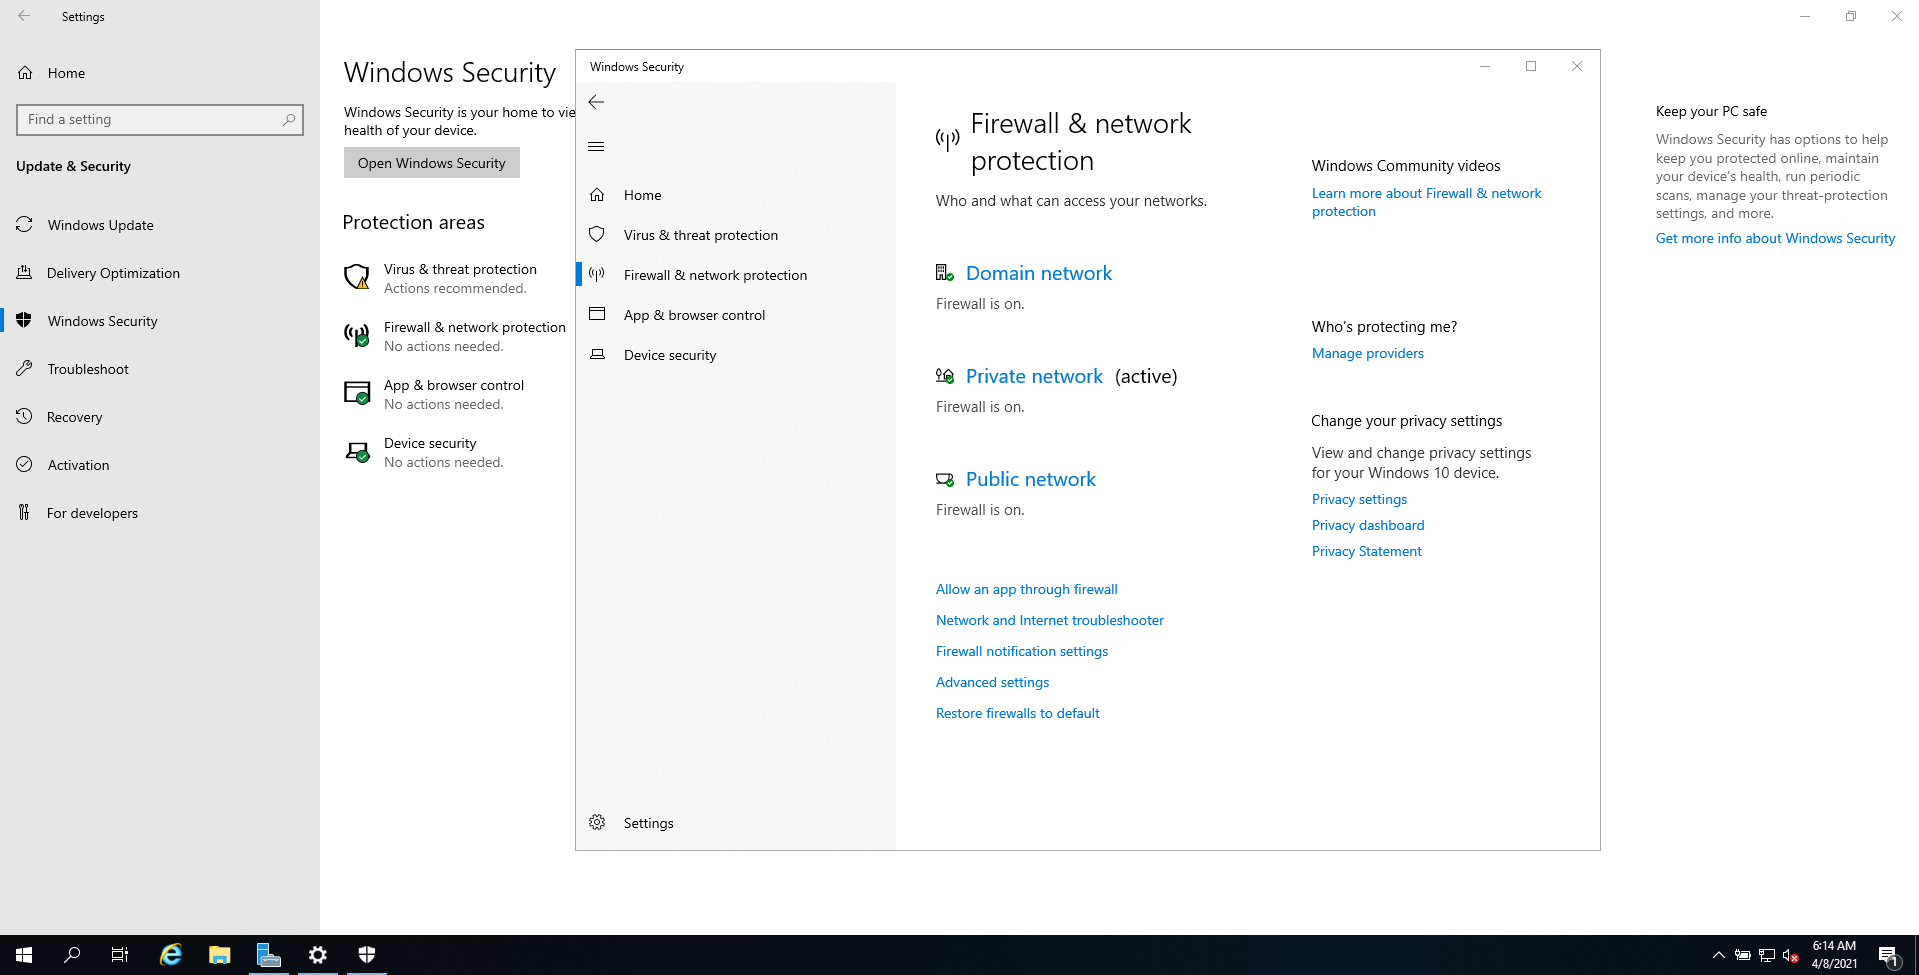 Settings
Home
Find a setting
Update & Security
Windows Update
Delivery Optimization
Windows Security
Troubleshoot
Recovery
Activation
For developers
Windows Security
Windows Security is your home to vie
health of your device.
Open Windows Security
Protection areas
Virus & threat protection
Actions recommended.
Firewall & network protection
No actions needed.
App & browser control
No actions needed.
Device security
No actions needed.
Windows Security
Home
Virus & threat protection
Firewall & network protection
App & browser control
Device security
Settings
Firewall & network
protection
Who and what can access your networks.
Domain network
Firewall is on.
Private network (active)
Firewall is on.
Public network
Firewall is on.
Allow an app through firewall
Network and Internet troubleshooter
Firewall notification settings
Advanced settings
Restore firewalls to default
Windows Community videos
Learn more about Firewall & network
protection
Who's protecting me?
Manage providers
Change your privacy settings
View and change privacy settings
for your Windows 10 device.
Privacy settings
Privacy dashboard
Privacy Statement
Keep your PC safe
Windows Security has options to help
keep you protected online, maintain
your device's health, run periodic
scans, manage your threat-protection
settings, and more.
Get more info about Windows Security
6:14 AM
4/8/2021
1